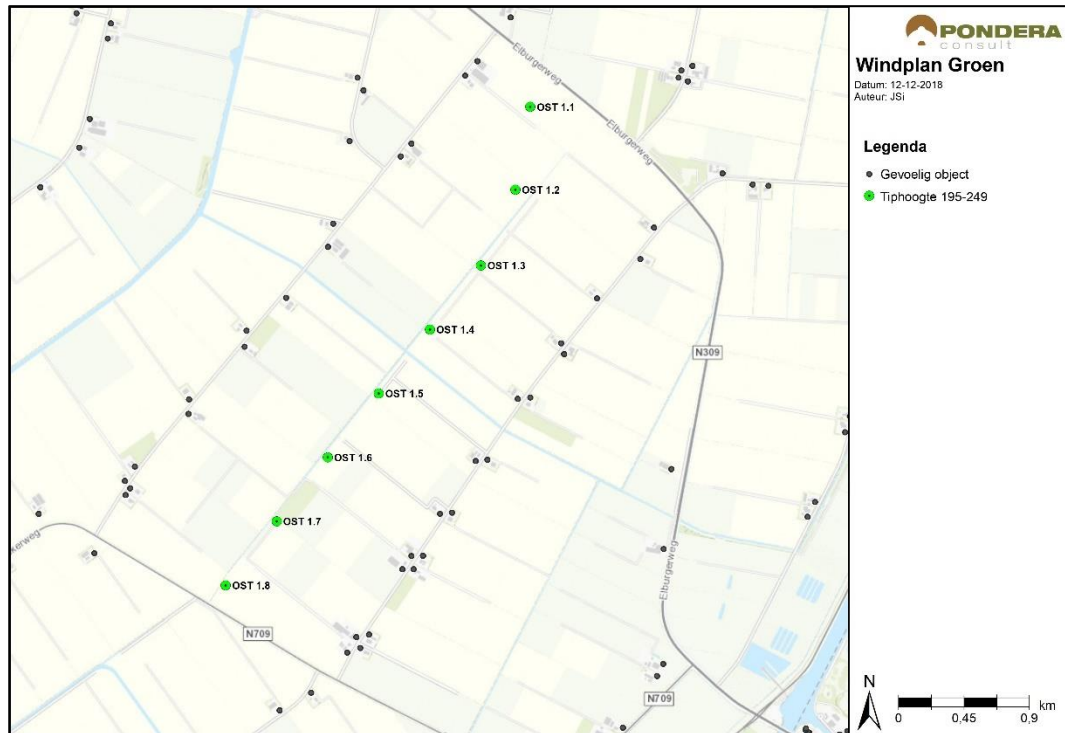 Elburgerweg
OST 1.1
Elburgerweg
OST 1.2
OST 1.3
OST 1.4
N309
OST 1.5
OST 1.6
OST 1.7
kerweg
Elburgerweg
OST 1.8
N709
N709
PONDERA
consult
Windplan Groen
Datum: 12-12-2018
Auteur: JSi
Legenda
Gevoelig object
Tiphoogte 195-249
N
km
0 0,45 0,9